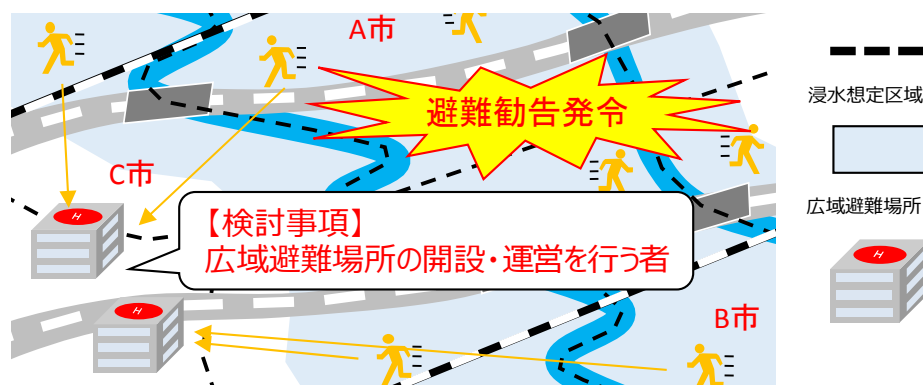 A市
避難勧告発令
浸水想定区域
C市
【検討事項】
広域避難場所の開設・運営を行う者
広域避難場所
H
H
H
B市